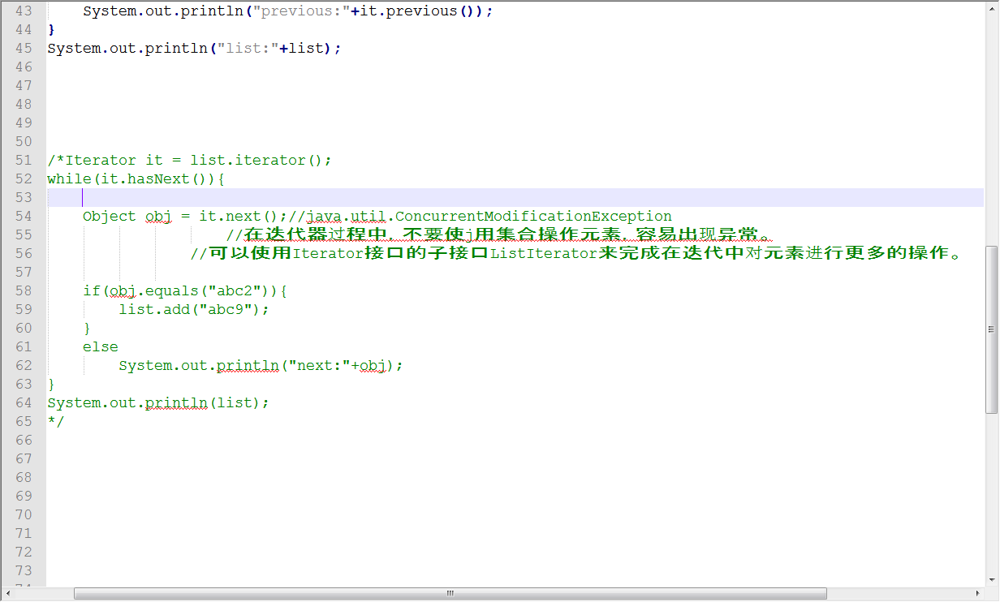 43 System.out.println("previous:"+it.previous());
44 }
45 System.out.println("list:"+list);
46
47
48
49
50
51 /*Iterator it = list.iterator();
52 while(it.hasNext()){
53
54 Object obj = it.next();//java.util.ConcurrentModificationException
55 //在迭代器过程中，不要使j用集合操作元素，容易出现异常。
56 //可以使用Iterator接口的子接口ListIterator来完成在迭代中对元素进行更多的操作。
57
58 if(obj.equals("abc2")){
59 list.add("abc9");
60 }
61 else
62 System.out.println("next:"+obj);
63 }
64 System.out.println(list);
65 */
66
67
68
69
70
71
72
73